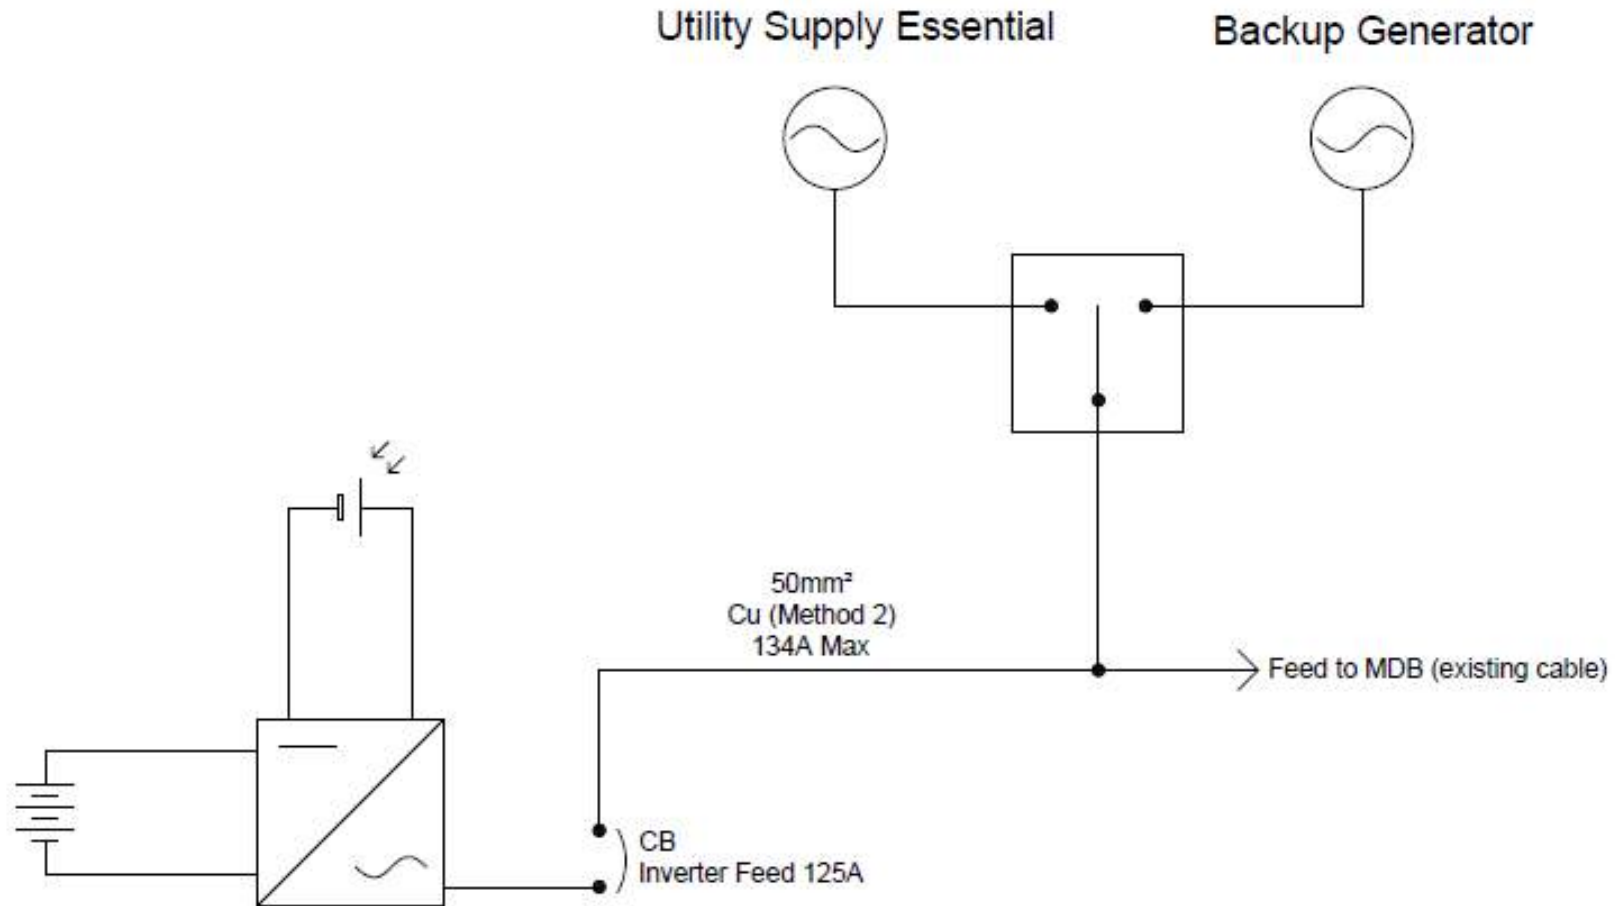 Utility Supply Essential
Backup Generator
50mm²
Cu (Method 2)
134A Max
Feed to MDB (existing cable)
CB
Inverter Feed 125A